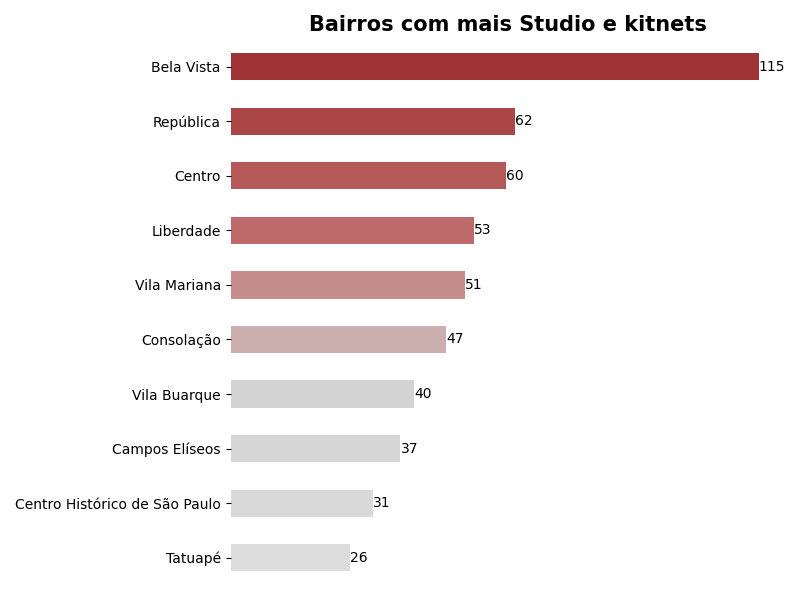 Bairros com mais Studio e kitnets
Bela Vista 115
República 62
Centro 60
Liberdade 53
Vila Mariana 51
Consolação 47
Vila Buarque 40
Campos Elíseos 37
Centro Histórico de São Paulo 31
Tatuapé 26